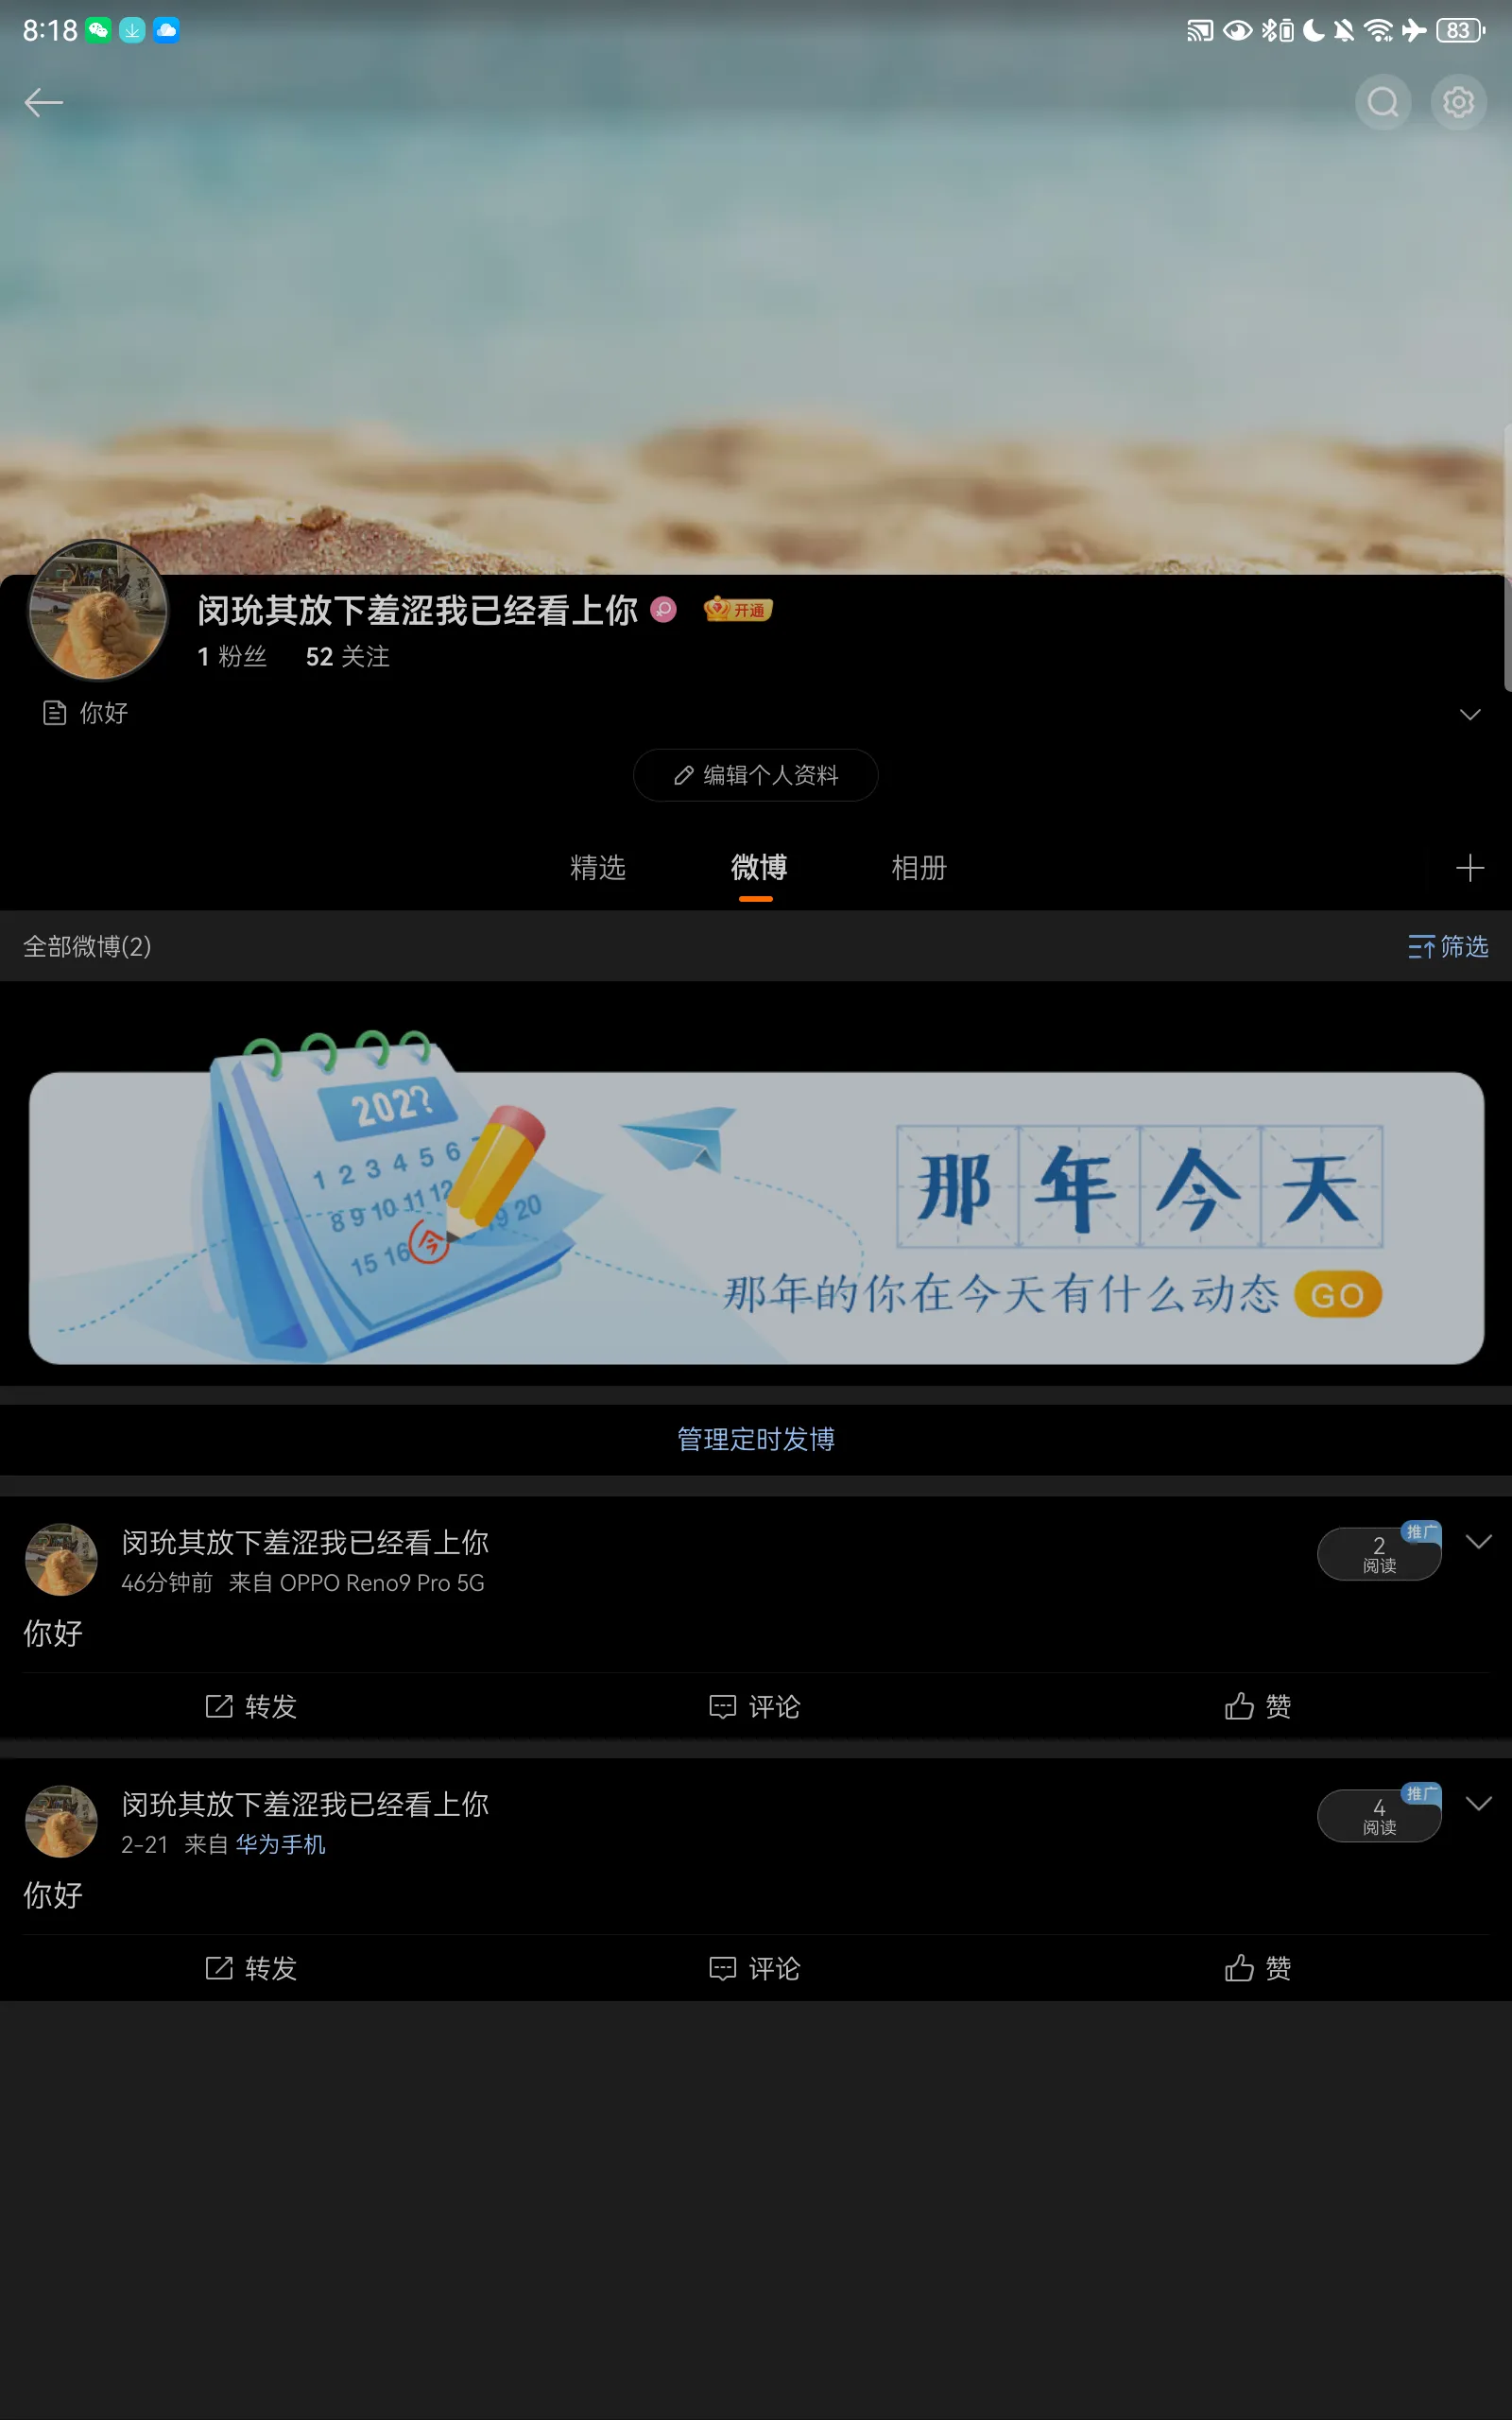 8:18
83
闵玧其放下羞涩我已经看上你
开通
1 粉丝 52 关注
你好
编辑个人资料
精选 微博 相册
全部微博(2)
筛选
202?
1 2 3 4 5 6 7
8 9 10 11 12 19 20
15 16 今
那年今天
那年的你在今天有什么动态 GO
管理定时发博
闵玧其放下羞涩我已经看上你
46分钟前 来自 OPPO Reno9 Pro 5G
推广
2
阅读
你好
转发 评论 赞
闵玧其放下羞涩我已经看上你
2-21 来自 华为手机
推广
4
阅读
你好
转发 评论 赞